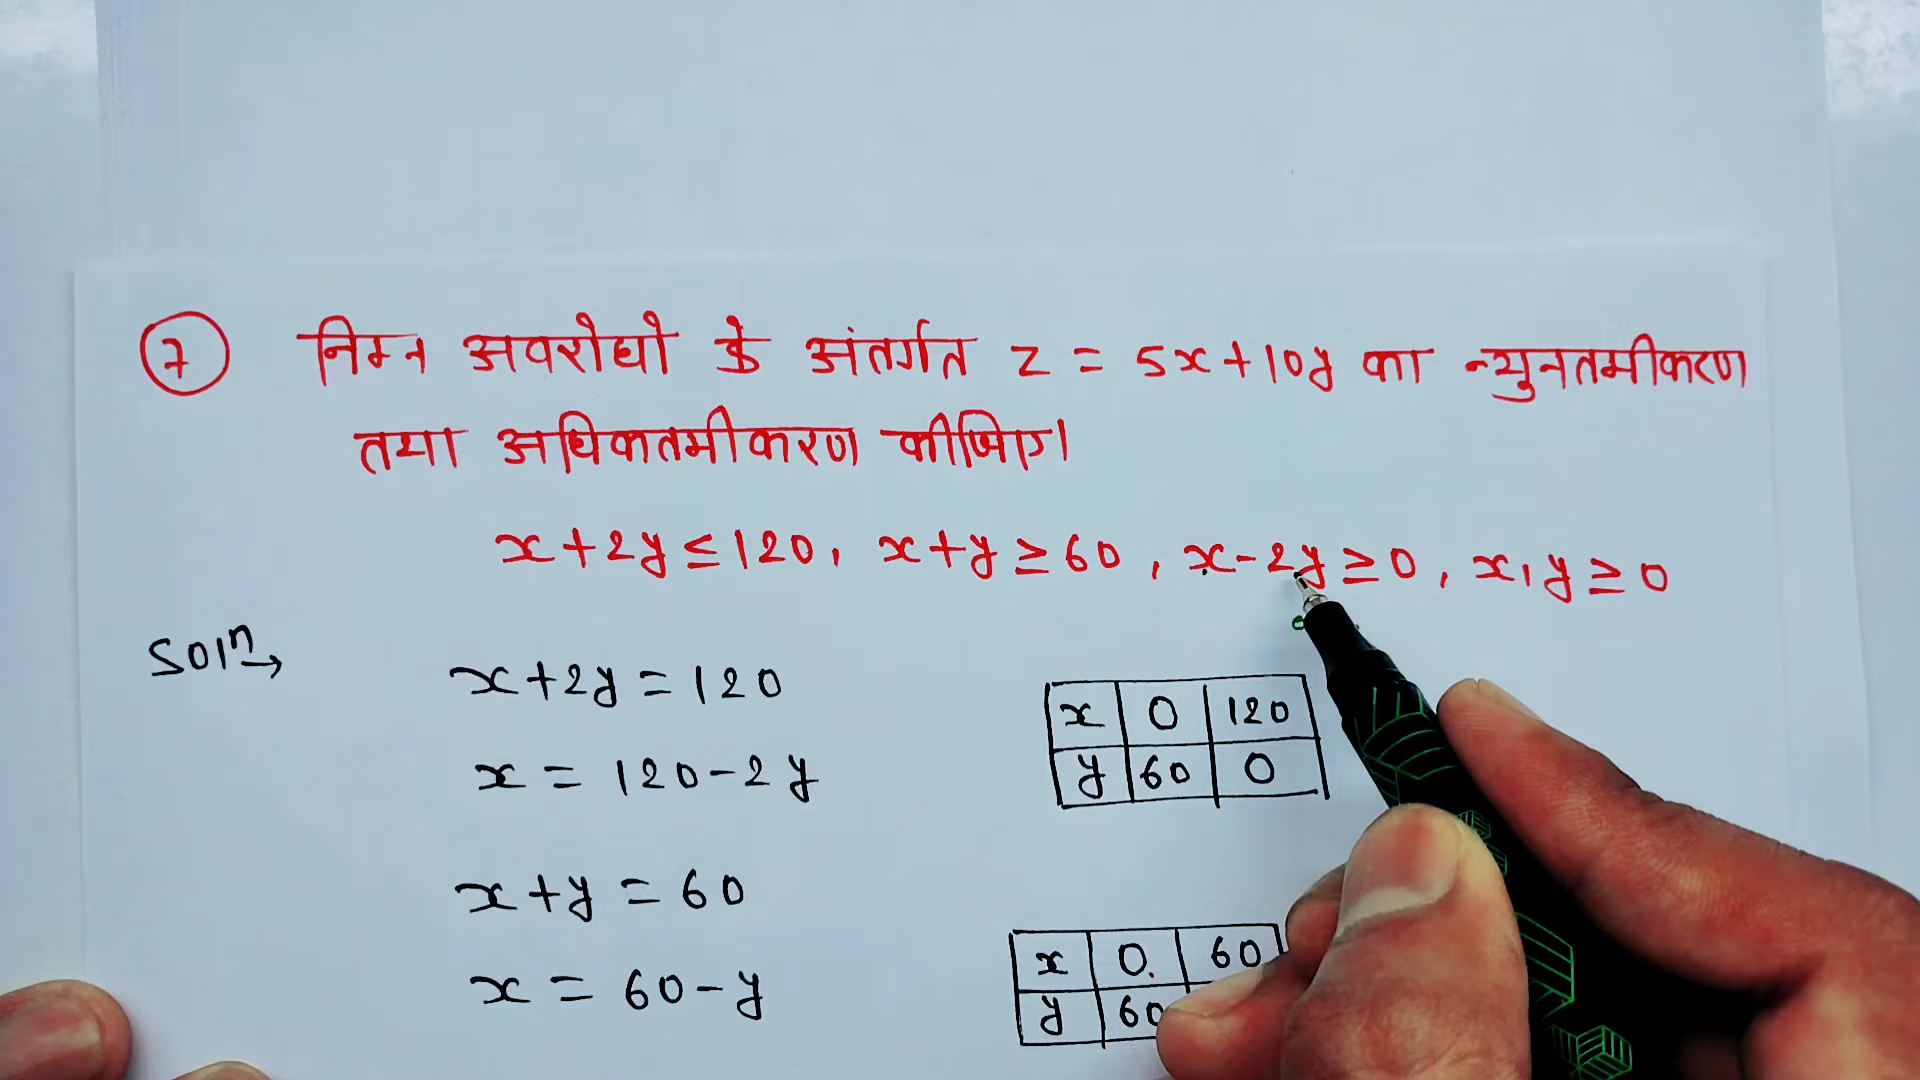 7 निम्न अवरोधो के अंतर्गत z = 5x+10y का न्युनतमीकरण
तथा अधिकतमीकरण कीजिए।
x+2y ≤ 120, x+y ≥ 60, x-2y ≥ 0, x, y ≥ 0
Solⁿ→
x+2y = 120
x 0 120
x = 120-2y
y 60 0
x+y = 60
x 0 60
x = 60-y
y 60